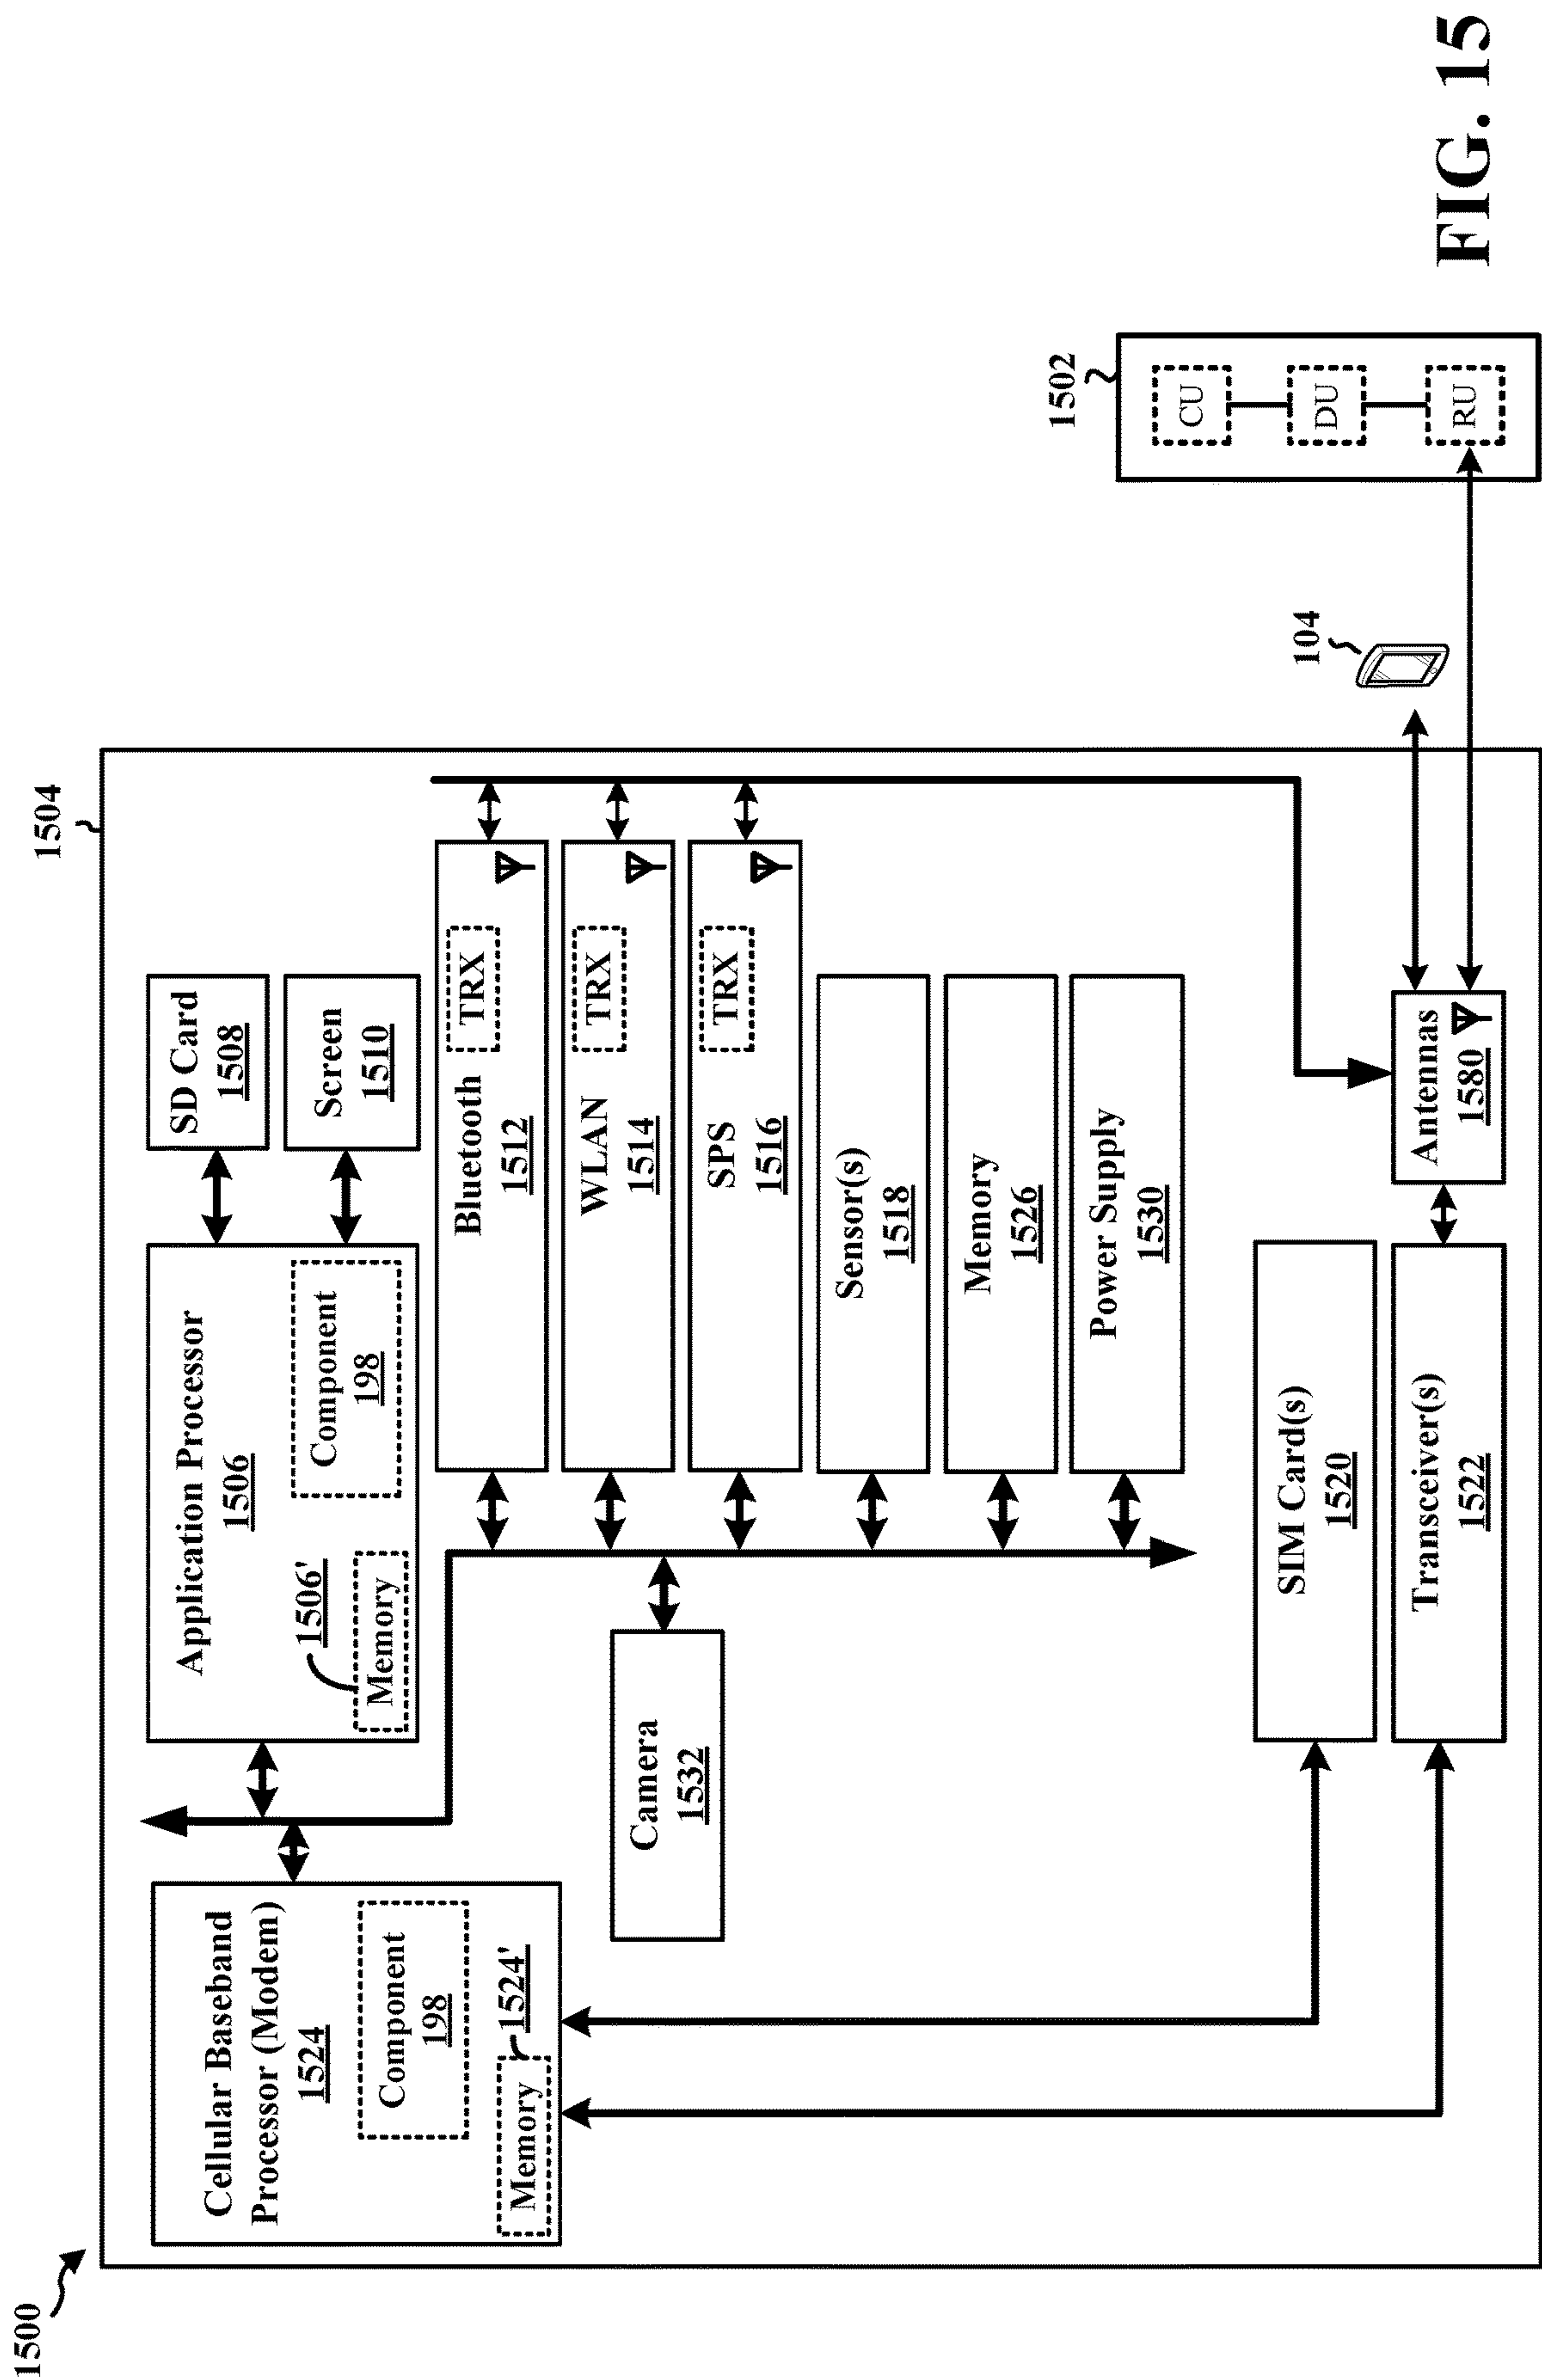 1500
1504
Cellular Baseband
Processor (Modem)
1524
Component
198
1524'
Memory
Application Processor
1506
Component
198
1506'
Memory
SD Card
1508
Screen
1510
Bluetooth
1512
TRX
WLAN
1514
TRX
SPS
1516
TRX
Camera
1532
Sensor(s)
1518
Memory
1526
Power Supply
1530
SIM Card(s)
1520
Transceiver(s)
1522
Antennas
1580
104
1502
CU
DU
RU
FIG. 15